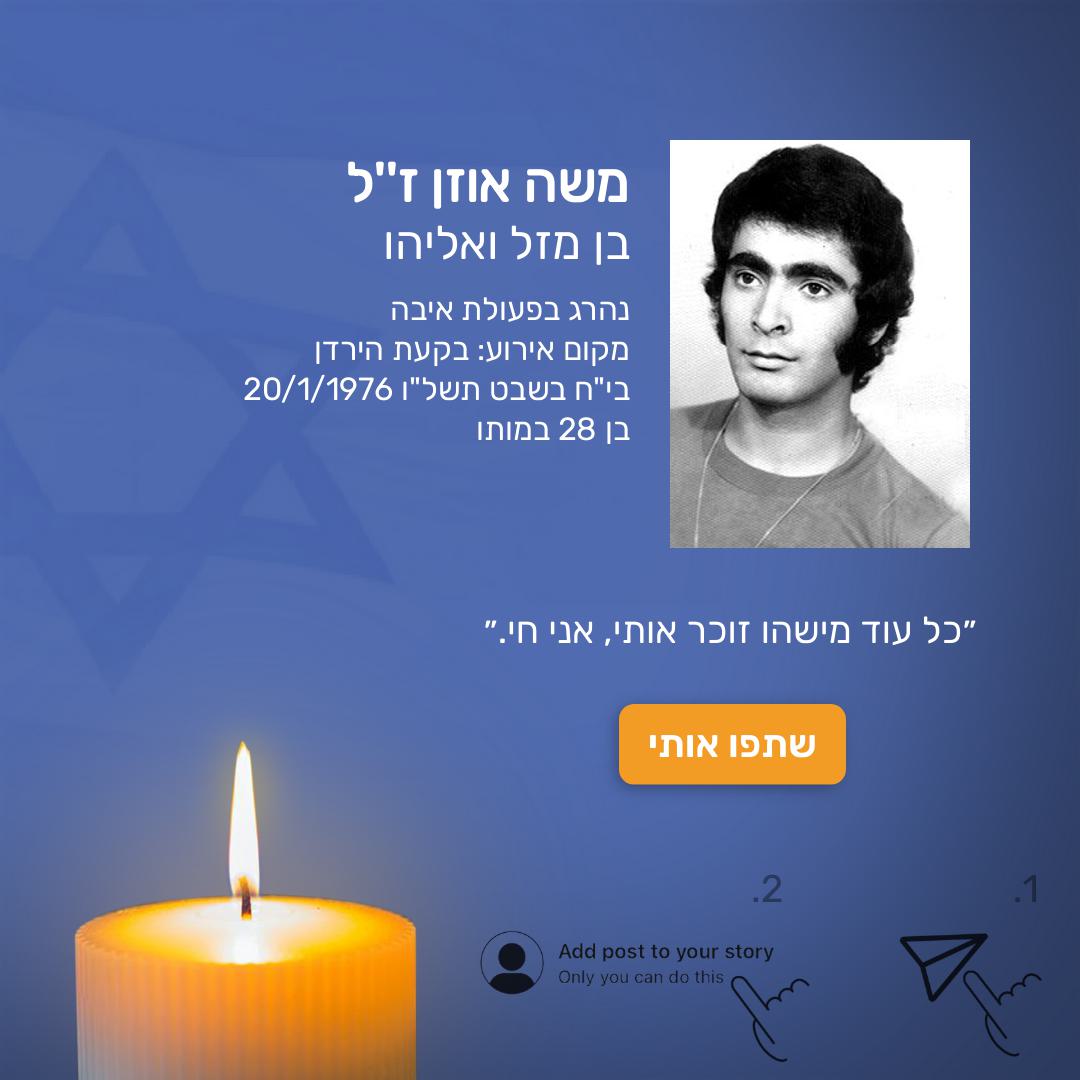 משה אוזן ז"ל
בן מזל ואליהו
נהרג בפעולת איבה
מקום אירוע: בקעת הירדן
בי"ח בשבט תשל"ו 20/1/1976
בן 28 במותו
״כל עוד מישהו זוכר אותי, אני חי.״
שתפו אותי
.1
.2
Add post to your story
Only you can do this